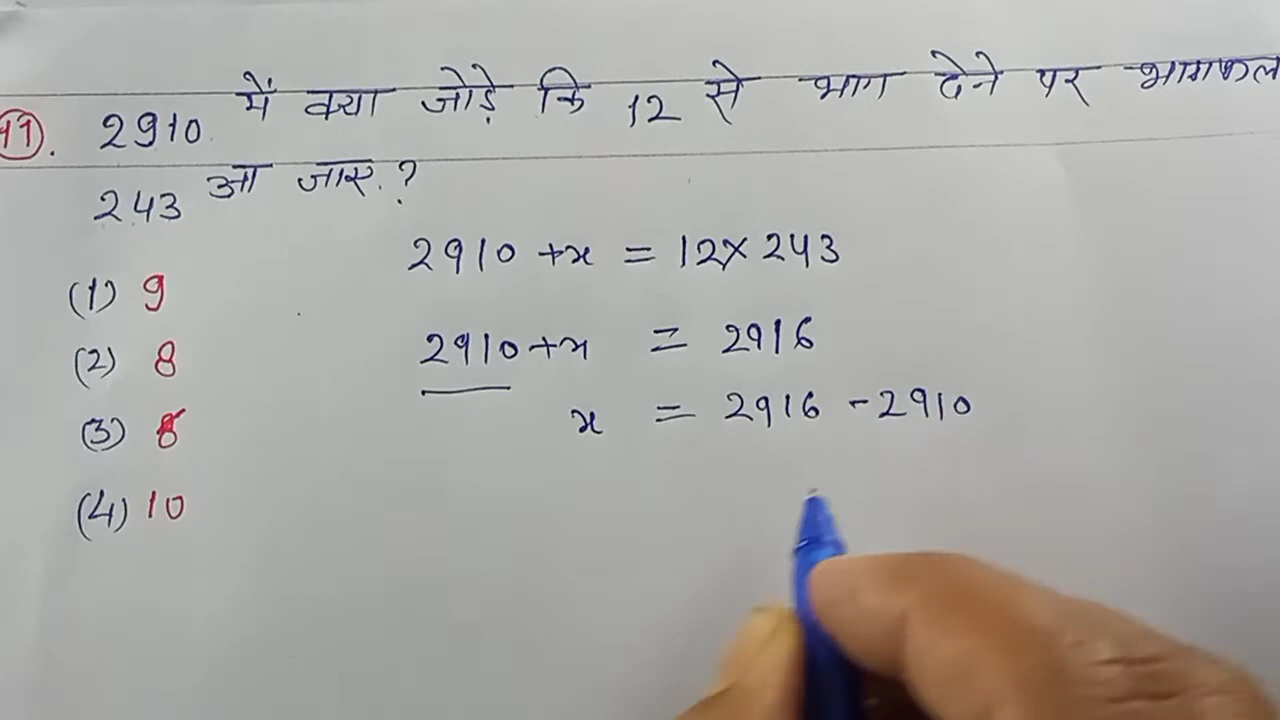 11. 2910 में क्या जोड़े कि 12 से भाग देने पर भागफल
243 आ जाए.?
2910 +x = 12× 243
(1) 9
2910+x = 2916
(2) 8
x = 2916 - 2910
(3)
(4) 10